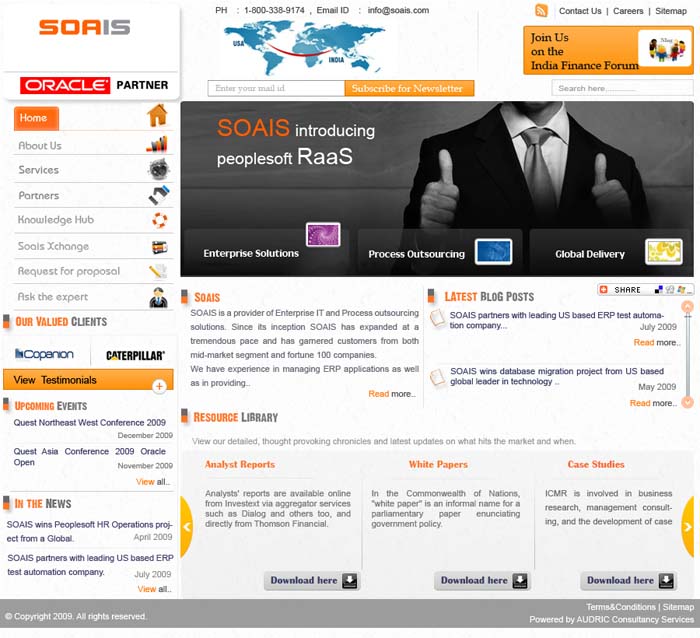 SOAIS
ORACLE PARTNER
PH : 1-800-338-9174 , Email ID : info@soais.com
USA
INDIA
Enter your mail id
Subscribe for Newsletter
Contact Us | Careers | Sitemap
Join Us
on the
India Finance Forum
Search here..............
Home
About Us
Services
Partners
Knowledge Hub
Soais Xchange
Request for proposal
Ask the expert
SOAIS introducing
peoplesoft RaaS
Enterprise Solutions
Process Outsourcing
Global Delivery
OUR VALUED CLIENTS
Copanion
CATERPILLAR
View Testimonials
UPCOMING EVENTS
Quest Northeast West Conference 2009
December 2009
Quest Asia Conference 2009 Oracle
Open
November 2009
View all..
IN THE NEWS
SOAIS wins Peoplesoft HR Operations proj-
ect from a Global.
April 2009
SOAIS partners with leading US based ERP
test automation company.
July 2009
View all..
SOAIS
SOAIS is a provider of Enterprise IT and Process outsourcing
solutions. Since its inception SOAIS has expanded at a
tremendous pace and has garnered customers from both
mid-market segment and fortune 100 companies.
We have experience in managing ERP applications as well
as in providing..
Read more..
SHARE
LATEST BLOG POSTS
SOAIS partners with leading US based ERP test automa-
tion company...
July 2009
Read more..
SOAIS wins database migration project from US based
global leader in technology ..
May 2009
Read more..
RESOURCE LIBRARY
View our detailed, thought provoking chronicles and latest updates on what hits the market and when.
Analyst Reports
Analysts' reports are available online
from Investext via aggregator services
such as Dialog and others too, and
directly from Thomson Financial.
Download here
White Papers
In the Commonwealth of Nations,
"white paper" is an informal name for a
parliamentary paper enunciating
government policy.
Download here
Case Studies
ICMR is involved in business
research, management consult-
ing, and the development of case
Download here
© Copyright 2009. All rights reserved.
Terms&Conditions | Sitemap
Powered by AUDRIC Consultancy Services